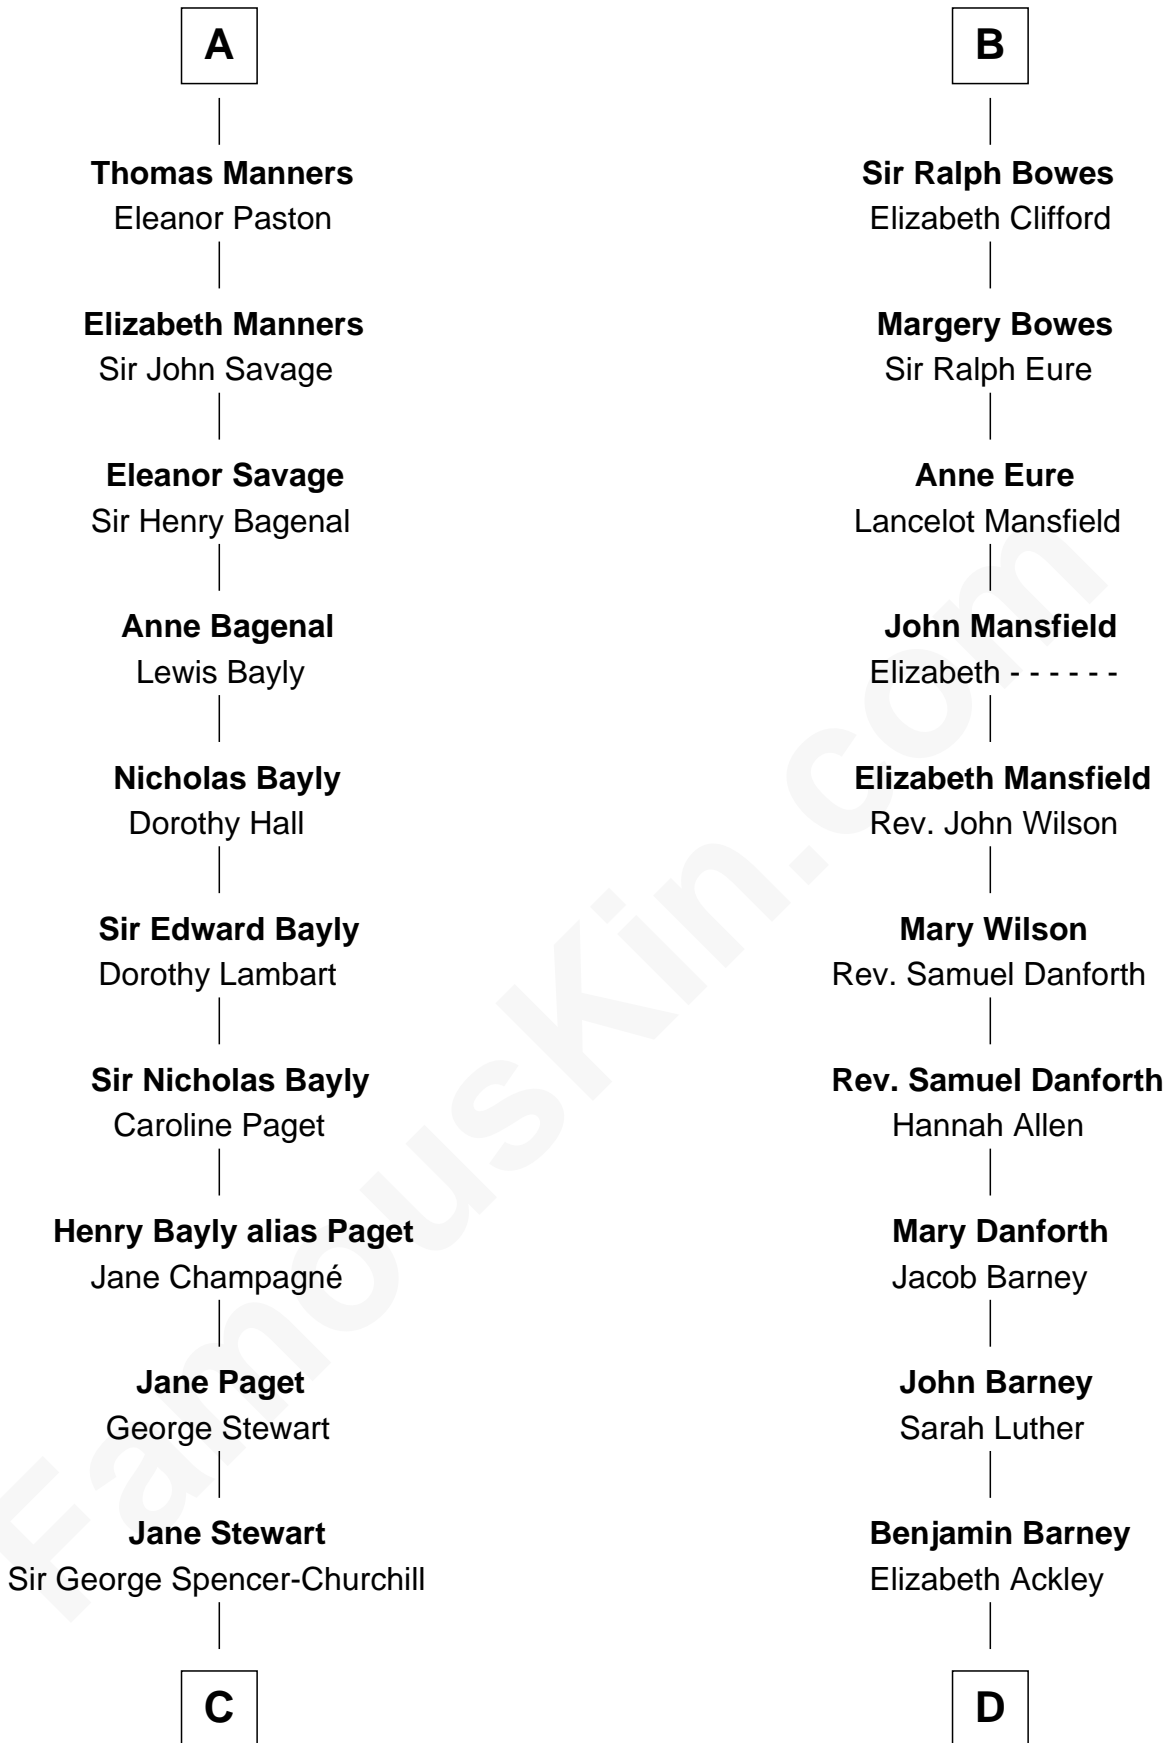 A
Thomas Manners
Eleanor Paston
Elizabeth Manners
Sir John Savage
Eleanor Savage
Sir Henry Bagenal
Anne Bagenal
Lewis Bayly
Nicholas Bayly
Dorothy Hall
Sir Edward Bayly
Dorothy Lambart
Sir Nicholas Bayly
Caroline Paget
Henry Bayly alias Paget
Jane Champagné
Jane Paget
George Stewart
Jane Stewart
Sir George Spencer-Churchill
C
B
Sir Ralph Bowes
Elizabeth Clifford
Margery Bowes
Sir Ralph Eure
Anne Eure
Lancelot Mansfield
John Mansfield
Elizabeth - - - - - -
Elizabeth Mansfield
Rev. John Wilson
Mary Wilson
Rev. Samuel Danforth
Rev. Samuel Danforth
Hannah Allen
Mary Danforth
Jacob Barney
John Barney
Sarah Luther
Benjamin Barney
Elizabeth Ackley
D
FamousKin.com